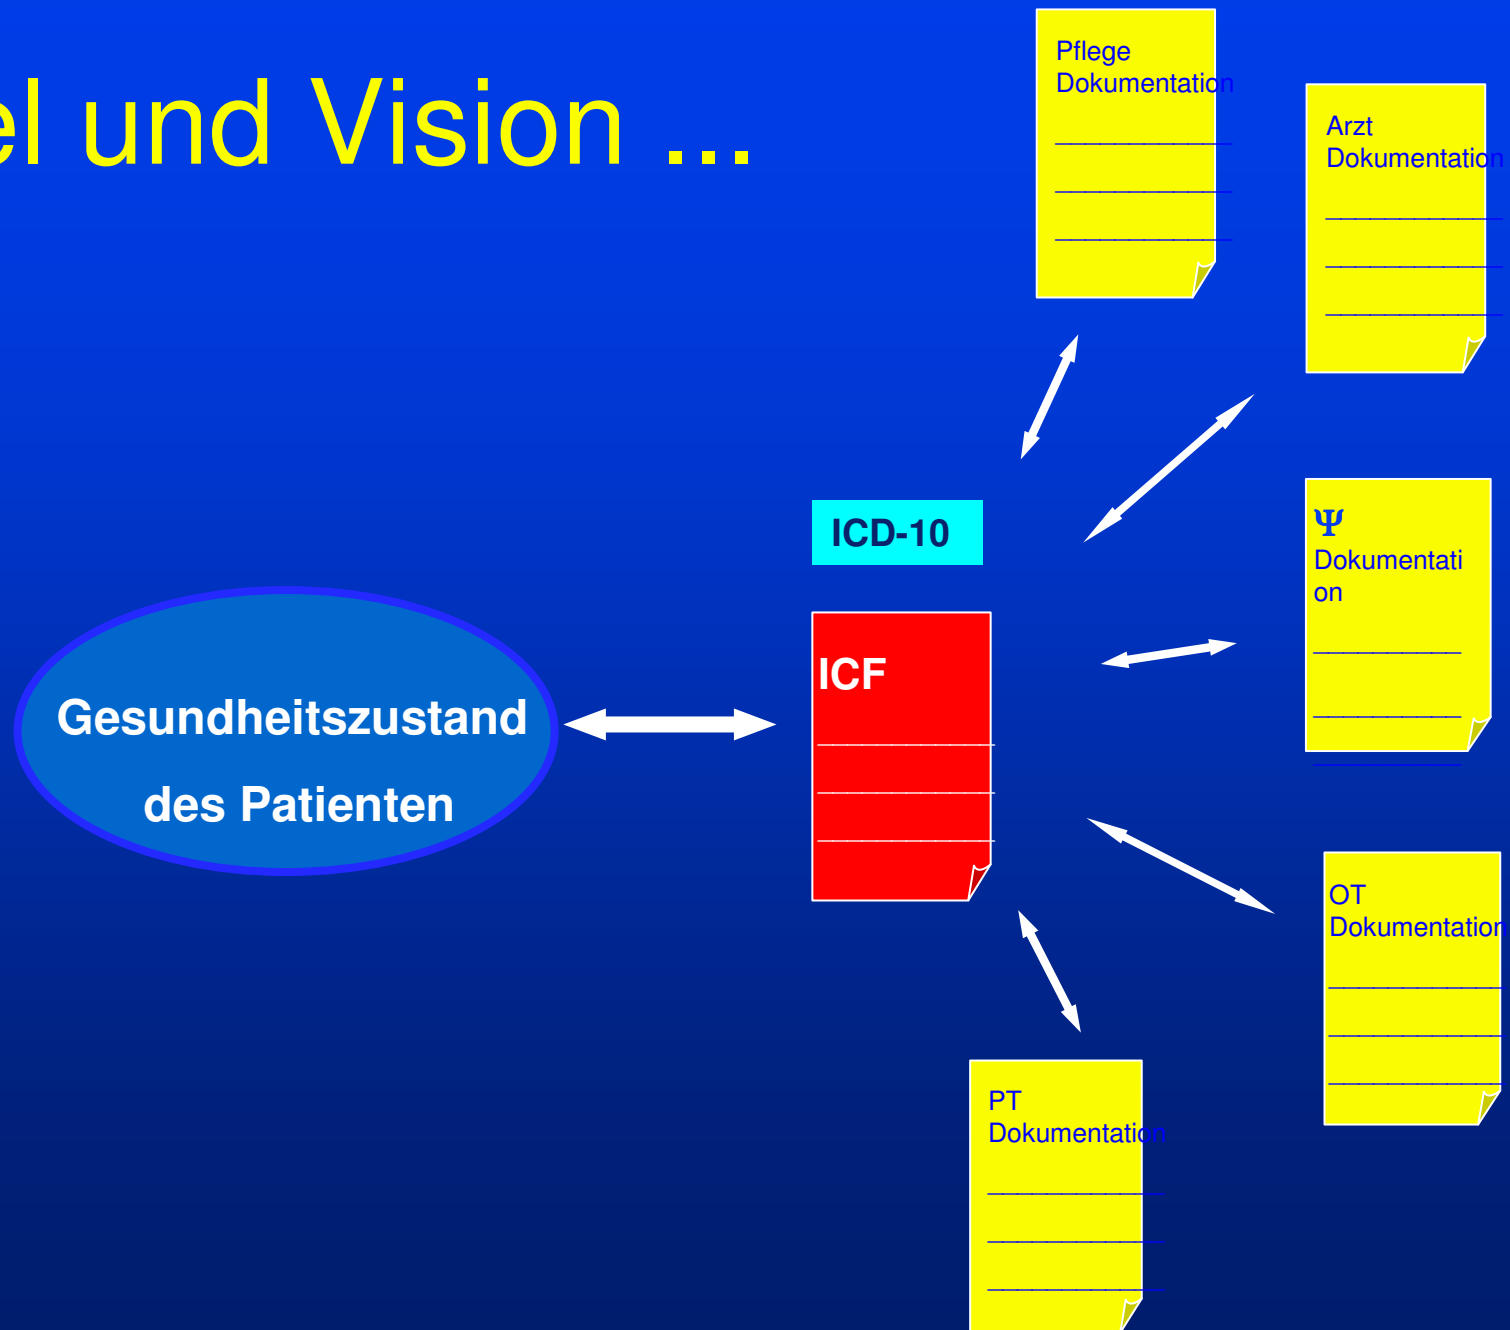 el und Vision ...
Pflege
Dokumentation
Arzt
Dokumentation
ICD-10
Ψ
Dokumentati
on
ICF
Gesundheitszustand
des Patienten
OT
Dokumentation
PT
Dokumentation